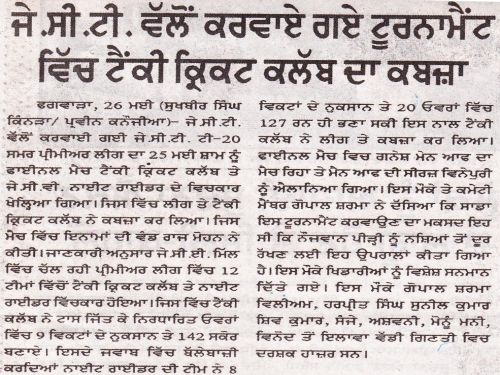 ਜੇ.ਸੀ.ਟੀ. ਵੱਲੋਂ ਕਰਵਾਏ ਗਏ ਟੂਰਨਾਮੈਂਟ
ਵਿੱਚ ਟੈਂਕੀ ਕ੍ਰਿਕਟ ਕਲੱਬ ਦਾ ਕਬਜ਼ਾ
ਫਗਵਾੜਾ, 26 ਮਈ (ਸੁਖਬੀਰ ਸਿੰਘ
ਕਿੰਨੜਾ/ ਪ੍ਰਵੀਨ ਕਨੌਜੀਆ)- ਜੇ.ਸੀ.ਟੀ.
ਵੱਲੋਂ ਕਰਵਾਈ ਗਈ ਜੇ.ਸੀ.ਟੀ. ਟੀ-20
ਸਮਰ ਪ੍ਰੀਮੀਅਰ ਲੀਗ ਦਾ 25 ਮਈ ਸ਼ਾਮ ਨੂੰ
ਫਾਈਨਲ ਮੈਚ ਟੈਂਕੀ ਕ੍ਰਿਕਟ ਕਲੱਬ ਤੇ
ਜੇ.ਸੀ.ਵੀ. ਨਾਈਟ ਰਾਈਡਰ ਦੇ ਵਿਚਕਾਰ
ਖੇਲ੍ਹਿਆ ਗਿਆ। ਜਿਸ ਵਿੱਚ ਲੀਗ ਤੇ ਟੈਂਕੀ
ਕ੍ਰਿਕਟ ਕਲੱਬ ਨੇ ਕਬਜ਼ਾ ਕਰ ਲਿਆ। ਜਿਸ
ਮੈਚ ਵਿੱਚ ਇਨਾਮਾਂ ਦੀ ਵੰਡ ਰਾਜ ਮੋਹਨ ਨੇ
ਕੀਤੀ। ਜਾਣਕਾਰੀ ਅਨੁਸਾਰ ਜੇ.ਸੀ.ਟੀ. ਮਿੱਲ
ਵਿੱਚ ਚੱਲ ਰਹੀ ਪ੍ਰੀਮੀਅਰ ਲੀਗ ਵਿੱਚ 12
ਟੀਮਾਂ ਵਿੱਚੋਂ ਟੈਂਕੀ ਕ੍ਰਿਕਟ ਕਲੱਬ ਤੇ ਨਾਈਟ
ਰਾਈਡਰ ਵਿੱਚਕਾਰ ਹੋਇਆ। ਜਿਸ ਵਿੱਚ ਟੈਂਕੀ
ਕਲੱਬ ਨੇ ਟਾਸ ਜਿੱਤ ਕੇ ਨਿਰਧਾਰਿਤ ਓਵਰਾਂ
ਵਿੱਚ 9 ਵਿਕਟਾਂ ਦੇ ਨੁਕਸਾਨ ਤੇ 142 ਸਕੋਰ
ਬਣਾਏ। ਇਸਦੇ ਜਵਾਬ ਵਿੱਚ ਬੱਲੇਬਾਜ਼ੀ
ਕਰਦਿਆਂ ਨਾਈਟ ਰਾਈਡਰ ਦੀ ਟੀਮ ਨੇ 8
ਵਿਕਟਾਂ ਦੇ ਨੁਕਸਾਨ ਤੇ 20 ਓਵਰਾਂ ਵਿੱਚ
127 ਰਨ ਹੀ ਭਣਾ ਸਕੀ ਇਸ ਨਾਲ ਟੈਂਕੀ
ਕਲੱਬ ਨੇ ਲੀਗ ਤੇ ਕਬਜ਼ਾ ਕਰ ਲਿਆ।
ਫਾਈਨਲ ਮੈਚ ਵਿਚ ਗਨੇਸ਼ ਮੇਨ ਆਫ ਦਾ
ਮੈਚ ਰਿਹਾ ਤੇ ਮੈਨ ਆਫ ਦੀ ਸੀਰਜ਼ ਵਿਨੇਪੁਰੀ
ਨੂੰ ਐਲਾਨਿਆ ਗਿਆ। ਇਸ ਮੌਕੇ ਤੇ ਕਮੇਟੀ
ਮੈਂਬਰ ਗੋਪਾਲ ਸ਼ਰਮਾ ਨੇ ਦੱਸਿਆ ਕਿ ਸਾਡਾ
ਇਸ ਟੂਰਨਾਮੈਂਟ ਕਰਵਾਉਣ ਦਾ ਮਕਸਦ ਇਹ
ਸੀ ਕਿ ਨੌਜਵਾਨ ਪੀੜ੍ਹੀ ਨੂੰ ਨਸ਼ਿਆਂ ਤੋਂ ਦੂਰ
ਰੱਖਣ ਲਈ ਇਹ ਉਪਰਾਲਾ ਕੀਤਾ ਗਿਆ
ਹੈ। ਇਸ ਮੌਕੇ ਖਿਡਾਰੀਆਂ ਨੂੰ ਵਿਸ਼ੇਸ਼ ਸਨਮਾਨ
ਦਿੱਤੇ ਗਏ। ਇਸ ਮੌਕੇ ਗੋਪਾਲ ਸ਼ਰਮਾ
ਵਿਲੀਅਮ, ਹਰਪ੍ਰੀਤ ਸਿੰਘ ਸੁਨੀਲ ਕੁਮਾਰ
ਸ਼ਿਵ ਕੁਮਾਰ, ਸੰਜੇ, ਅਸ਼ਵਨੀ, ਮੋਨੂੰ ਮਨੀ,
ਵਿਨੋਦ ਤੋਂ ਇਲਾਵਾ ਵੱਡੀ ਗਿਣਤੀ ਵਿਚ
ਦਰਸ਼ਕ ਹਾਜ਼ਰ ਸਨ।